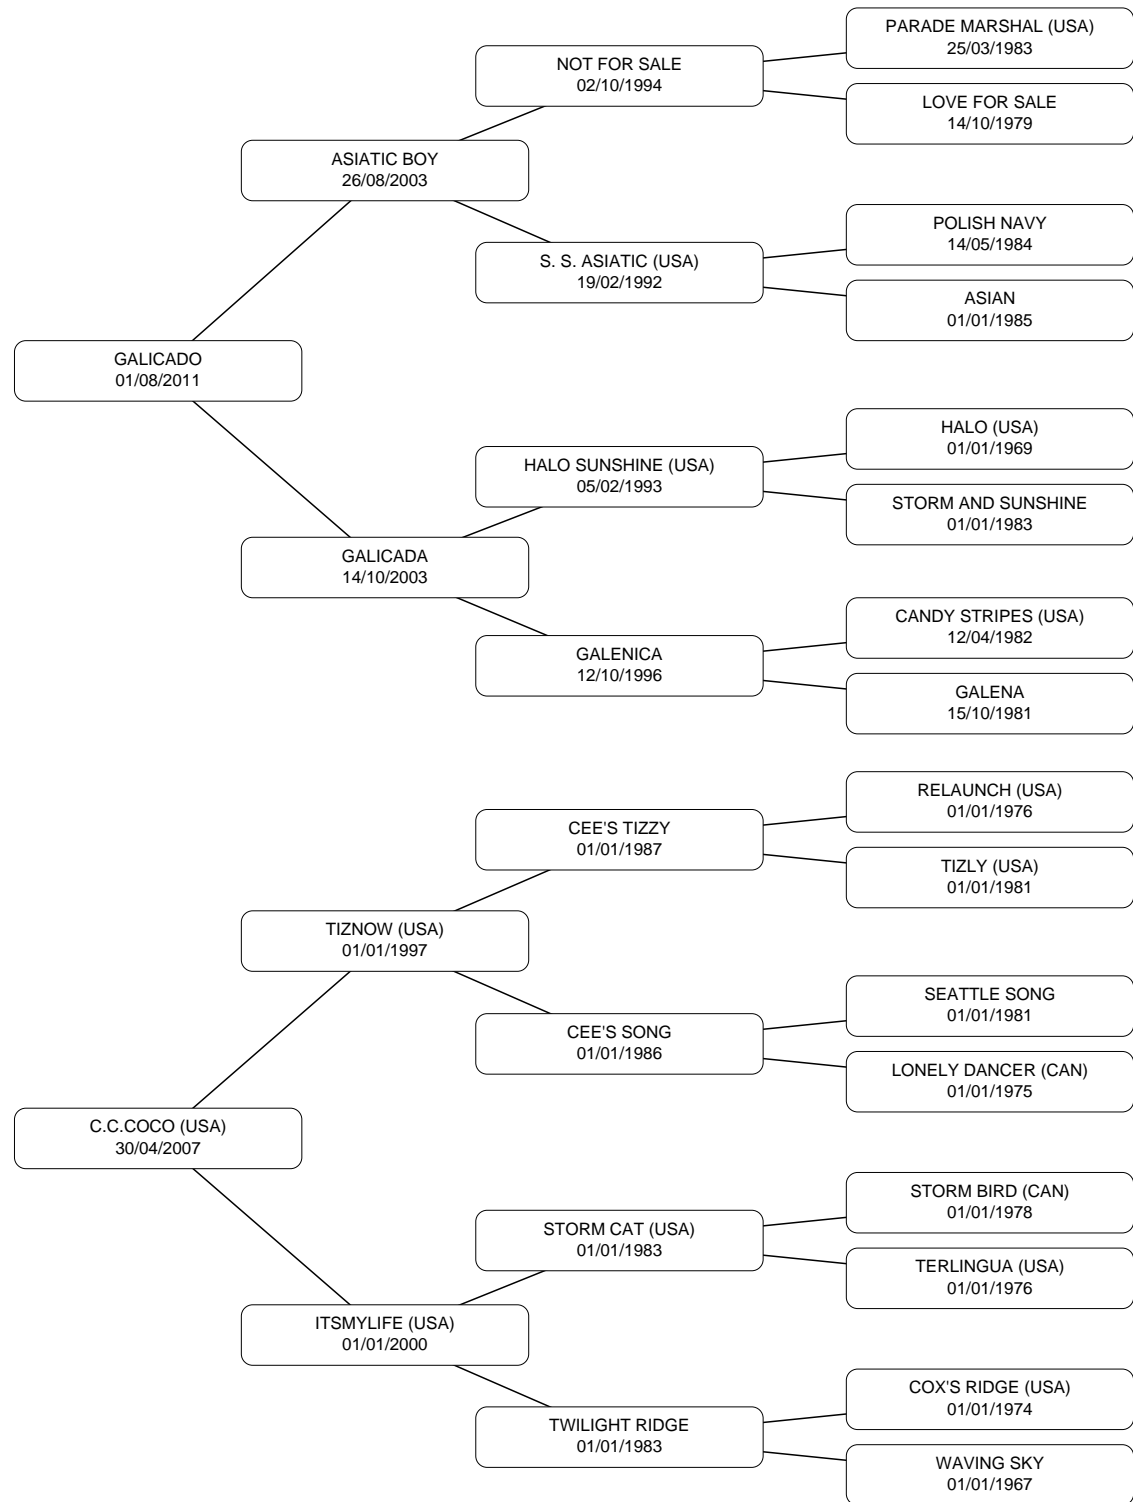 PARADE MARSHAL (USA)
25/03/1983
NOT FOR SALE
02/10/1994
LOVE FOR SALE
14/10/1979
ASIATIC BOY
26/08/2003
POLISH NAVY
14/05/1984
S. S. ASIATIC (USA)
19/02/1992
ASIAN
01/01/1985
GALICADO
01/08/2011
HALO (USA)
01/01/1969
HALO SUNSHINE (USA)
05/02/1993
STORM AND SUNSHINE
01/01/1983
GALICADA
14/10/2003
CANDY STRIPES (USA)
12/04/1982
GALENICA
12/10/1996
GALENA
15/10/1981
RELAUNCH (USA)
01/01/1976
CEE'S TIZZY
01/01/1987
TIZLY (USA)
01/01/1981
TIZNOW (USA)
01/01/1997
SEATTLE SONG
01/01/1981
CEE'S SONG
01/01/1986
LONELY DANCER (CAN)
01/01/1975
C.C.COCO (USA)
30/04/2007
STORM BIRD (CAN)
01/01/1978
STORM CAT (USA)
01/01/1983
TERLINGUA (USA)
01/01/1976
ITSMYLIFE (USA)
01/01/2000
COX'S RIDGE (USA)
01/01/1974
TWILIGHT RIDGE
01/01/1983
WAVING SKY
01/01/1967